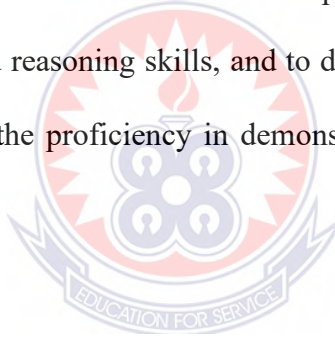 reasoning skills, and to d
the proficiency in demons
EDUCATION FOR SERVICE